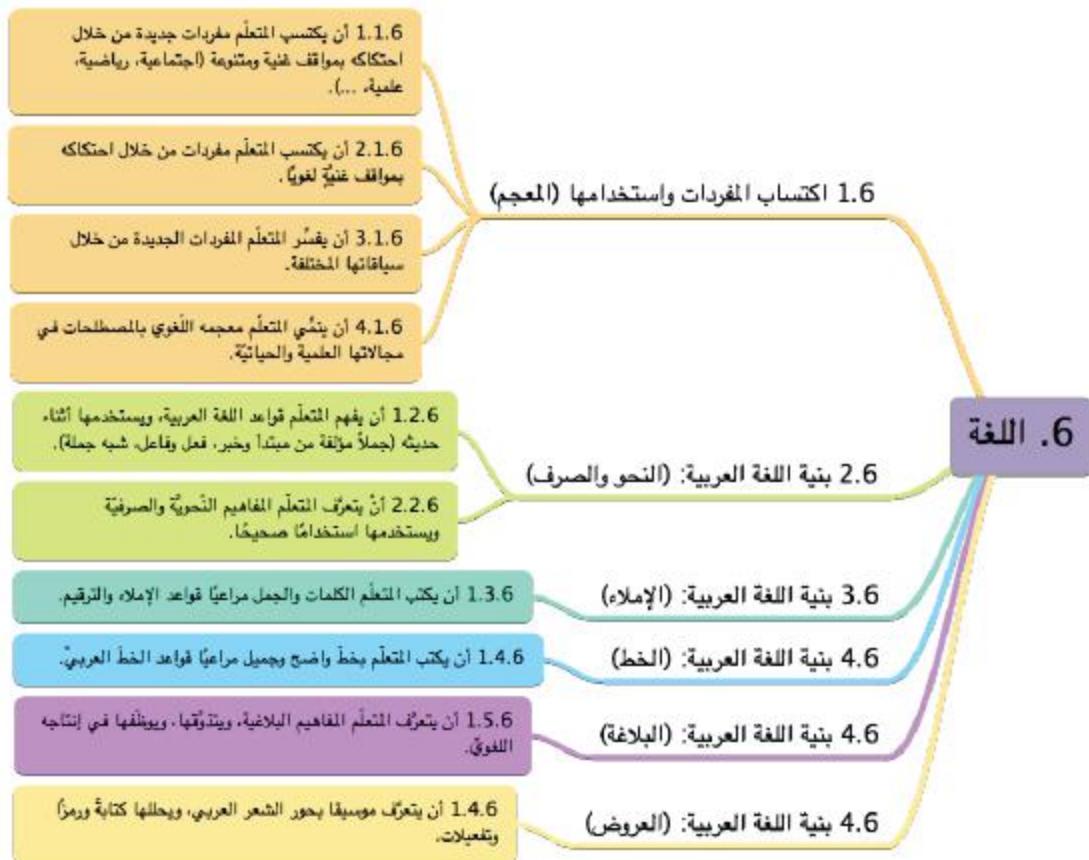 6. اللغة
1.6 اكتساب المفردات واستخدامها (المعجم)
1.1.6 أن يكتسب المتعلّم مفردات جديدة من خلال
احتكاكه بمواقف غنية ومتنوعة (اجتماعية، رياضية،
علمية، ...).
2.1.6 أن يكتسب المتعلّم مفردات من خلال احتكاكه
بمواقف غنيّةٍ لغويًا.
3.1.6 أن يفسِّر المتعلّم المفردات الجديدة من خلال
سياقاتها المختلفة.
4.1.6 أن ينمِّي المتعلّم معجمه اللّغوي بالمصطلحات في
مجالاتها العلمية والحياتيّة.
2.6 بنية اللغة العربية: (النحو والصرف)
1.2.6 أن يفهم المتعلّم قواعد اللغة العربية، ويستخدمها أثناء
حديثه (جملاً مؤلفة من مبتدأ وخبر، فعل وفاعل، شبه جملة).
2.2.6 أنْ يتعرَّف المتعلّم المفاهيم النّحويَّة والصرفيّة
ويستخدمها استخدامًا صحيحًا.
3.6 بنية اللغة العربية: (الإملاء)
1.3.6 أن يكتب المتعلّم الكلمات والجمل مراعيًا قواعد الإملاء والترقيم.
4.6 بنية اللغة العربية: (الخط)
1.4.6 أن يكتب المتعلّم بخطّ واضح وجميل مراعيًا قواعد الخطّ العربيّ.
4.6 بنية اللغة العربية: (البلاغة)
1.5.6 أن يتعرَّف المتعلّم المفاهيم البلاغية، ويتذوَّقها، ويوظّفها في إنتاجه
اللغويّ.
4.6 بنية اللغة العربية: (العروض)
1.4.6 أن يتعرَّف موسيقا بحور الشعر العربي، ويحللها كتابةً ورمزًا
وتفعيلات.